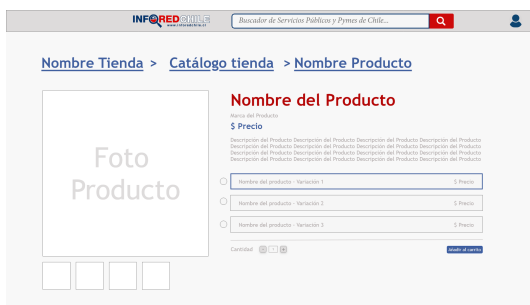 INFOREDCHILE
www.inforedchile.cl
Buscador de Servicios Públicos y Pymes de Chile...
Nombre Tienda > Catálogo tienda > Nombre Producto
Foto
Producto
Nombre del Producto
Marca del Producto
$ Precio
Descripción del Producto Descripción del Producto Descripción del Producto Descripción del Producto
Descripción del Producto Descripción del Producto Descripción del Producto Descripción del Producto
Descripción del Producto Descripción del Producto Descripción del Producto Descripción del Producto
Descripción del Producto Descripción del Producto Descripción del Producto Descripción del Producto
Nombre del producto - Variación 1 $ Precio
Nombre del producto - Variación 2 $ Precio
Nombre del producto - Variación 3 $ Precio
Cantidad - 1 + Añadir al carrito